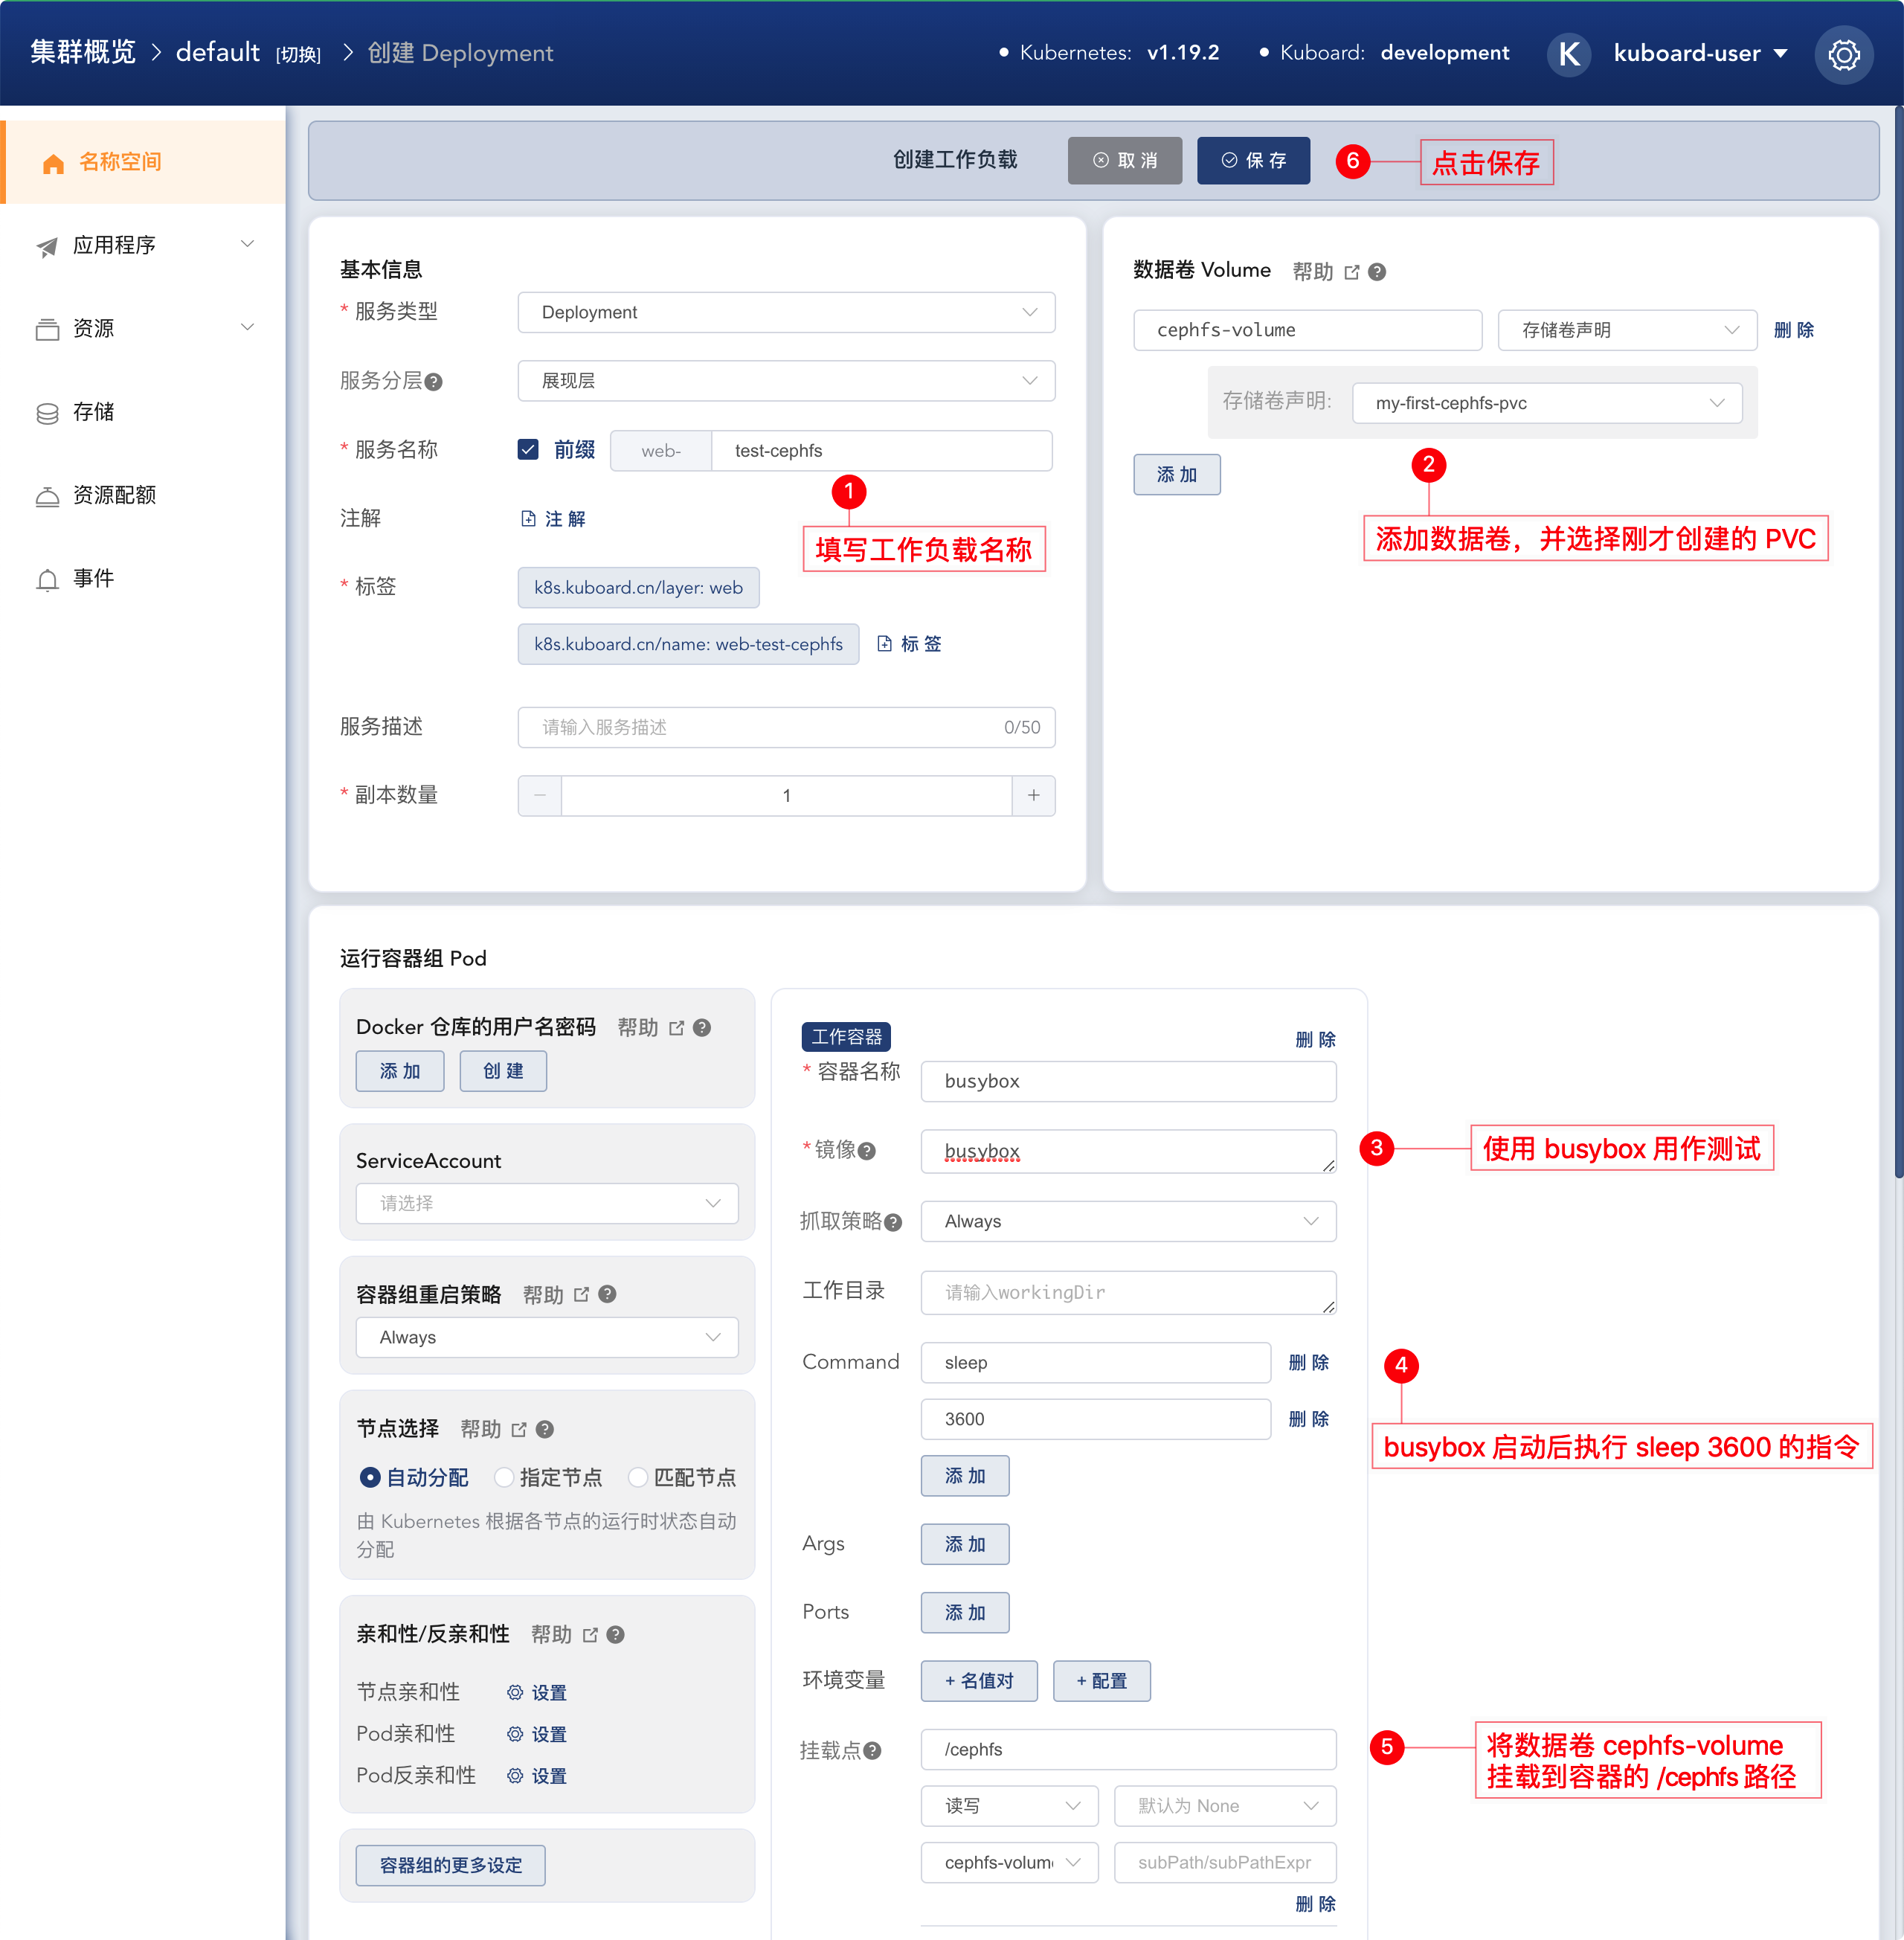 集群概览 > default [切换] > 创建 Deployment
Kubernetes: v1.19.2
Kuboard: development
K kuboard-user
名称空间
应用程序
资源
存储
资源配额
事件
创建工作负载
取 消
保 存
6
点击保存
基本信息
* 服务类型
Deployment
服务分层
展现层
* 服务名称
前缀
web-
test-cephfs
1
填写工作负载名称
注解
注 解
* 标签
k8s.kuboard.cn/layer: web
k8s.kuboard.cn/name: web-test-cephfs
标 签
服务描述
请输入服务描述
0/50
* 副本数量
1
数据卷 Volume 帮助
cephfs-volume
存储卷声明
删 除
存储卷声明:
my-first-cephfs-pvc
添 加
2
添加数据卷，并选择刚才创建的 PVC
运行容器组 Pod
Docker 仓库的用户名密码 帮助
添 加
创 建
ServiceAccount
请选择
容器组重启策略 帮助
Always
节点选择 帮助
自动分配 指定节点 匹配节点
由 Kubernetes 根据各节点的运行时状态自动
分配
亲和性/反亲和性 帮助
节点亲和性 设置
Pod亲和性 设置
Pod反亲和性 设置
容器组的更多设定
工作容器
删 除
* 容器名称
busybox
* 镜像
busybox
3
使用 busybox 用作测试
抓取策略
Always
工作目录
请输入workingDir
Command
sleep
删 除
3600
删 除
添 加
4
busybox 启动后执行 sleep 3600 的指令
Args
添 加
Ports
添 加
环境变量
+ 名值对
+ 配置
挂载点
/cephfs
5
将数据卷 cephfs-volume
挂载到容器的 /cephfs 路径
读写
默认为 None
cephfs-volum
subPath/subPathExpr
删 除